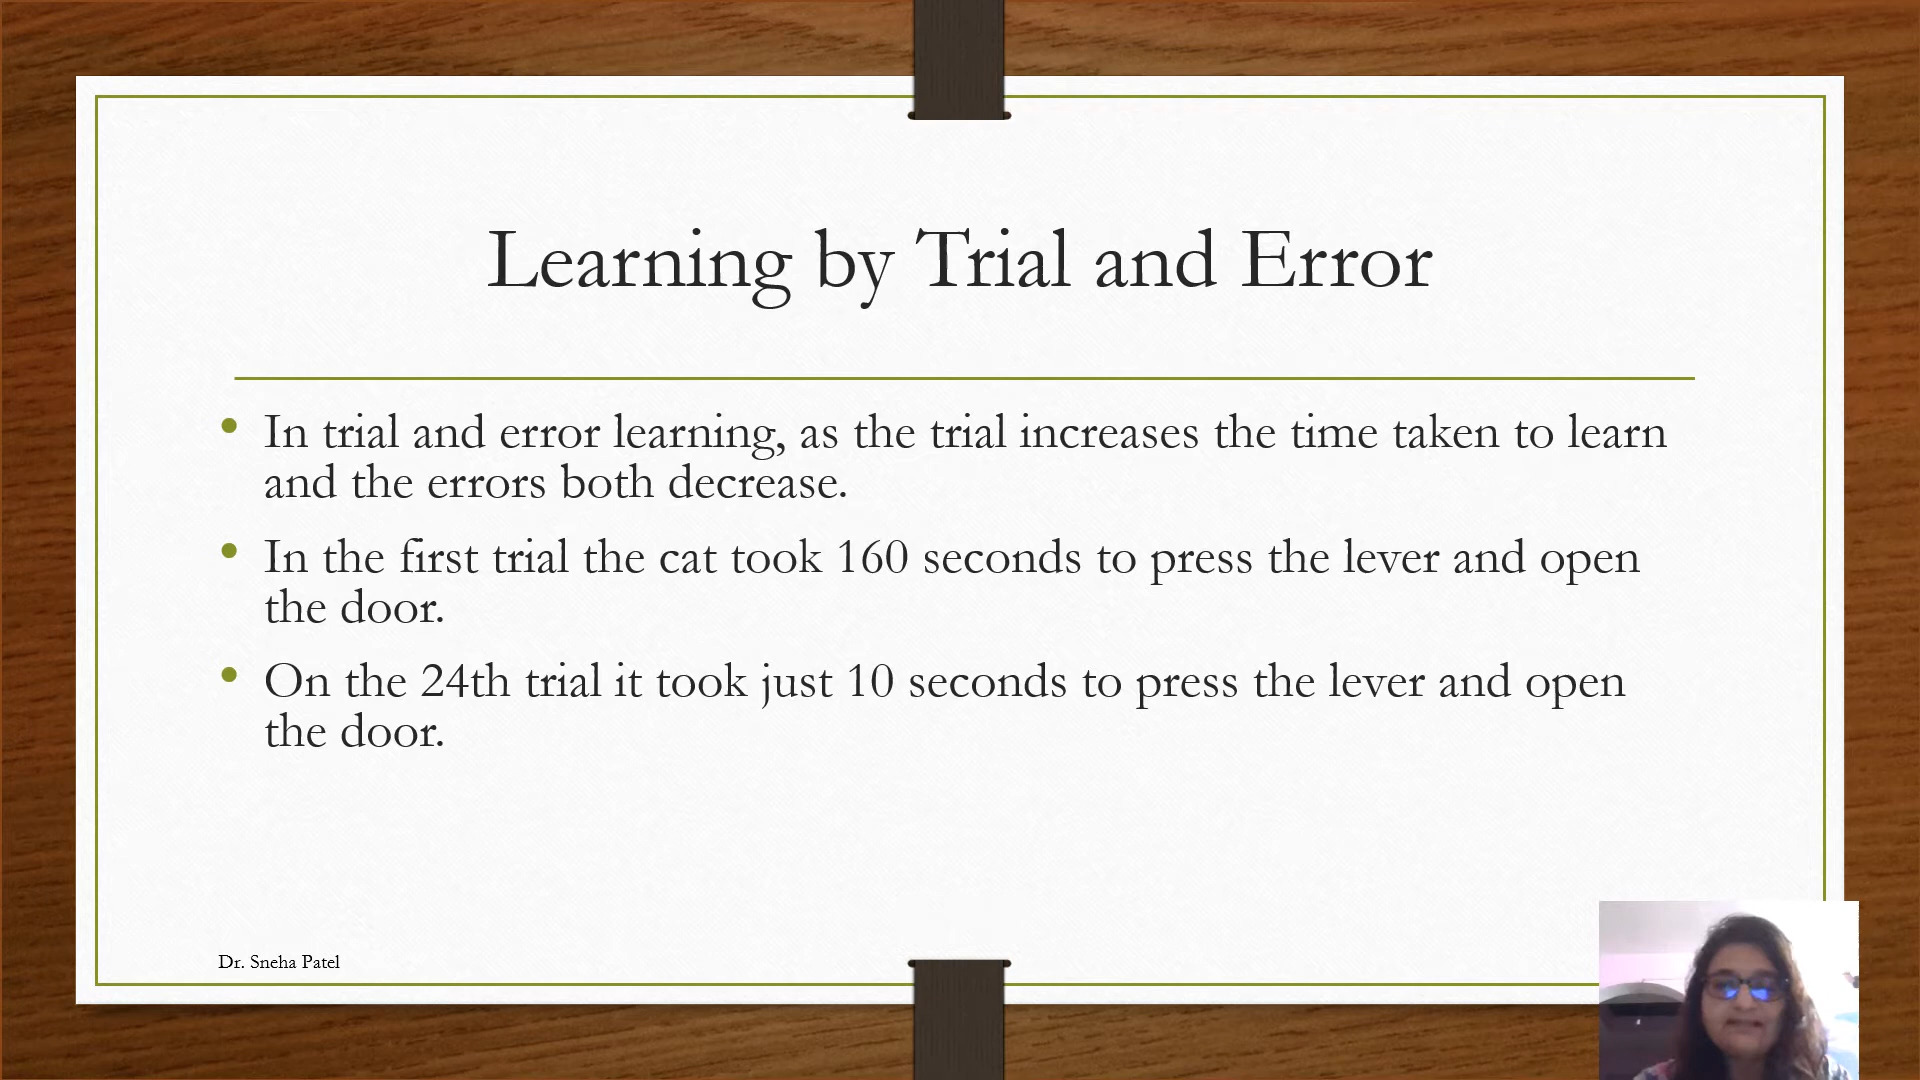 Learning by Trial and Error
• In trial and error learning, as the trial increases the time taken to learn
and the errors both decrease.
• In the first trial the cat took 160 seconds to press the lever and open
the door.
• On the 24th trial it took just 10 seconds to press the lever and open
the door.
Dr. Sneha Patel